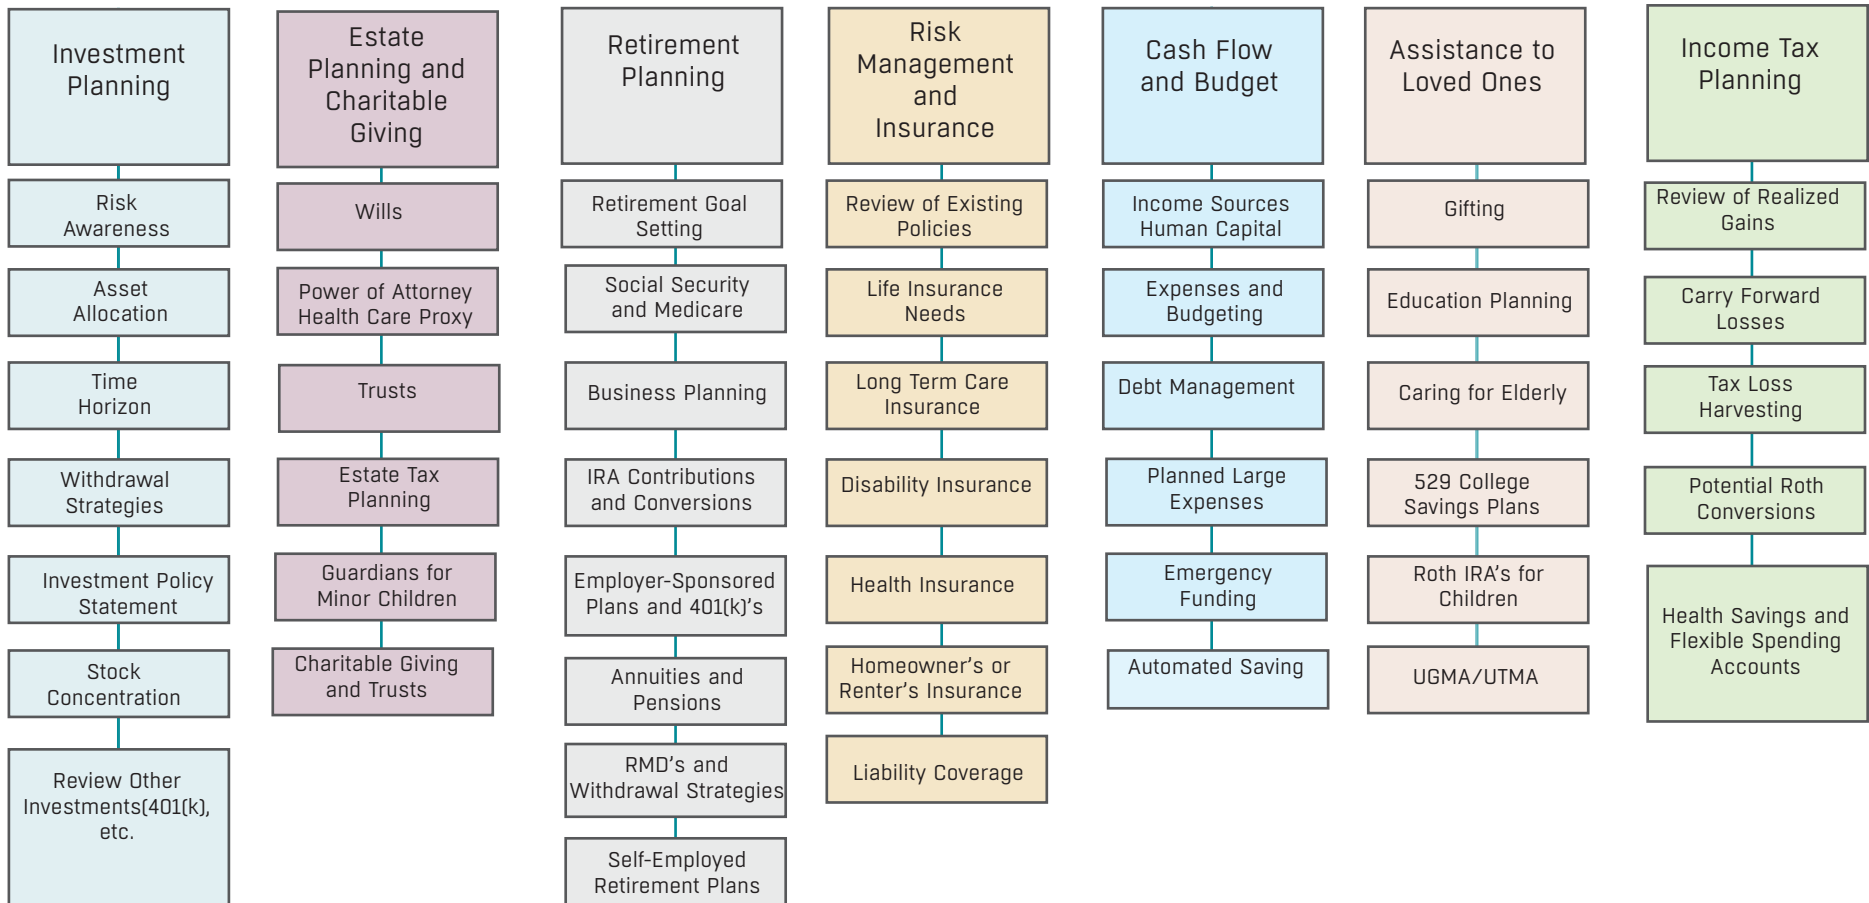 Investment
Planning
Risk
Awareness
Asset
Allocation
Time
Horizon
Withdrawal
Strategies
Investment Policy
Statement
Stock
Concentration
Review Other
Investments(401(k),
etc.
Estate
Planning and
Charitable
Giving
Wills
Power of Attorney
Health Care Proxy
Trusts
Estate Tax
Planning
Guardians for
Minor Children
Charitable Giving
and Trusts
Retirement
Planning
Retirement Goal
Setting
Social Security
and Medicare
Business Planning
IRA Contributions
and Conversions
Employer-Sponsored
Plans and 401(k)'s
Annuities and
Pensions
RMD's and
Withdrawal Strategies
Self-Employed
Retirement Plans
Risk
Management
and
Insurance
Review of Existing
Policies
Life Insurance
Needs
Long Term Care
Insurance
Disability Insurance
Health Insurance
Homeowner's or
Renter's Insurance
Liability Coverage
Cash Flow
and Budget
Income Sources
Human Capital
Expenses and
Budgeting
Debt Management
Planned Large
Expenses
Emergency
Funding
Automated Saving
Assistance to
Loved Ones
Gifting
Education Planning
Caring for Elderly
529 College
Savings Plans
Roth IRA's for
Children
UGMA/UTMA
Income Tax
Planning
Review of Realized
Gains
Carry Forward
Losses
Tax Loss
Harvesting
Potential Roth
Conversions
Health Savings and
Flexible Spending
Accounts